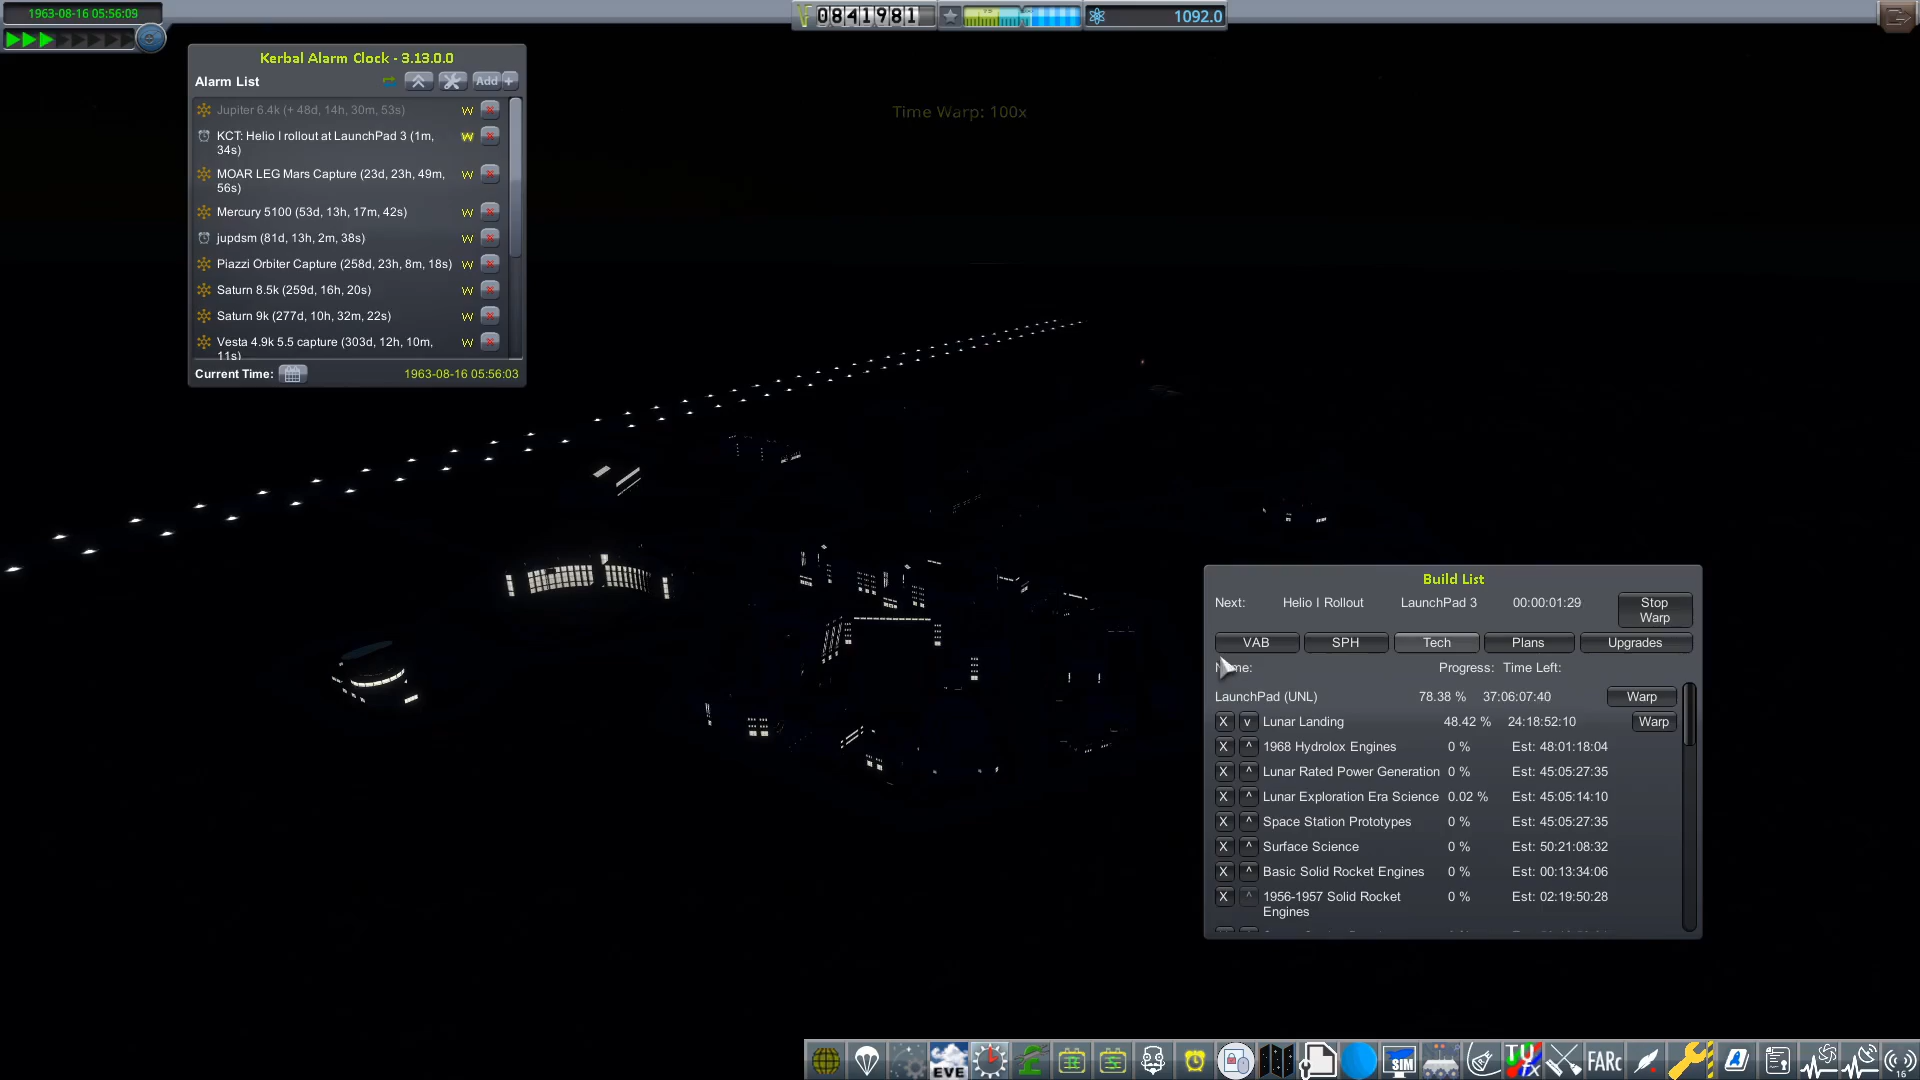 1963-08-16 05:56:09
0841981
1092.0
Time Warp: 100x
Kerbal Alarm Clock - 3.13.0.0
Alarm List
Add +
Jupiter 6.4k (+ 48d, 14h, 30m, 53s) W
KCT: Helio I rollout at LaunchPad 3 (1m, W
34s)
MOAR LEG Mars Capture (23d, 23h, 49m, W
56s)
Mercury 5100 (53d, 13h, 17m, 42s) W
jupdsm (81d, 13h, 2m, 38s) W
Piazzi Orbiter Capture (258d, 23h, 8m, 18s) W
Saturn 8.5k (259d, 16h, 20s) W
Saturn 9k (277d, 10h, 32m, 22s) W
Vesta 4.9k 5.5 capture (303d, 12h, 10m, W
11s)
Current Time: 1963-08-16 05:56:03
Build List
Next: Helio I Rollout LaunchPad 3 00:00:01:29 Stop
Warp
VAB SPH Tech Plans Upgrades
Progress: Time Left:
LaunchPad (UNL) 78.38 % 37:06:07:40 Warp
X v Lunar Landing 48.42 % 24:18:52:10 Warp
X ^ 1968 Hydrolox Engines 0 % Est: 48:01:18:04
X ^ Lunar Rated Power Generation 0 % Est: 45:05:27:35
X ^ Lunar Exploration Era Science 0.02 % Est: 45:05:14:10
X ^ Space Station Prototypes 0 % Est: 45:05:27:35
X ^ Surface Science 0 % Est: 50:21:08:32
X ^ Basic Solid Rocket Engines 0 % Est: 00:13:34:06
X ^ 1956-1957 Solid Rocket 0 % Est: 02:19:50:28
Engines
EVE
SIM
FARc
16